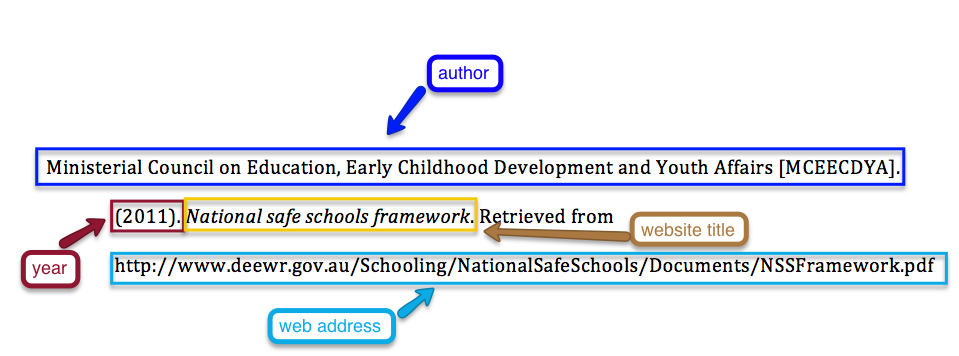 author
Ministerial Council on Education, Early Childhood Development and Youth Affairs [MCEECDYA].
(2011). National safe schools framework. Retrieved from
website title
year
http://www.deewr.gov.au/Schooling/NationalSafeSchools/Documents/NSSFramework.pdf
web address